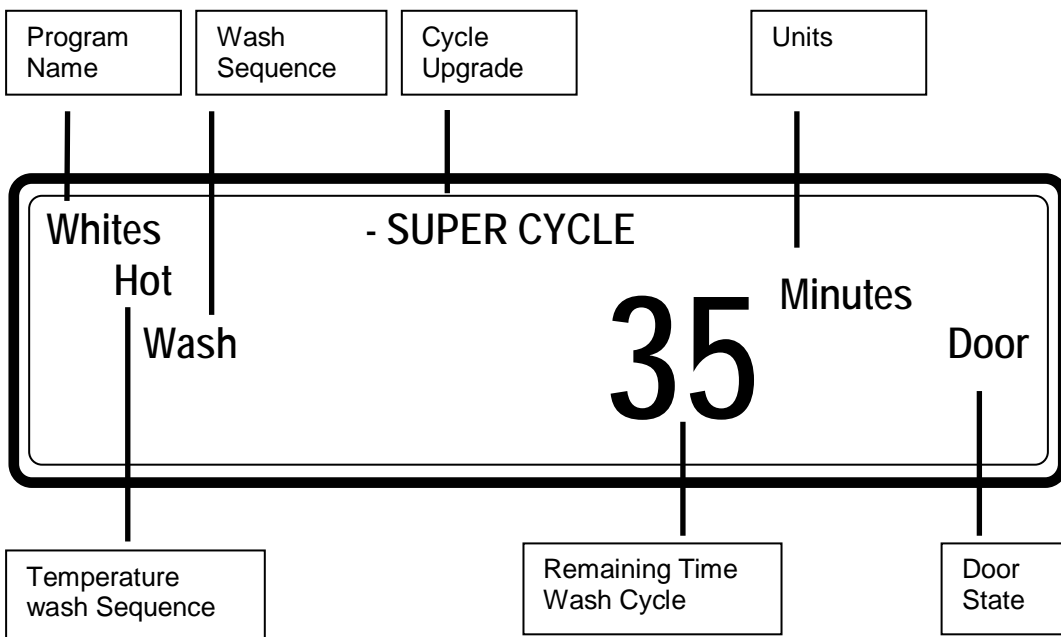 Program
Name
Wash
Sequence
Cycle
Upgrade
Units
Whites - SUPER CYCLE
Hot
Minutes
Wash
35
Door
Temperature
wash Sequence
Remaining Time
Wash Cycle
Door
State